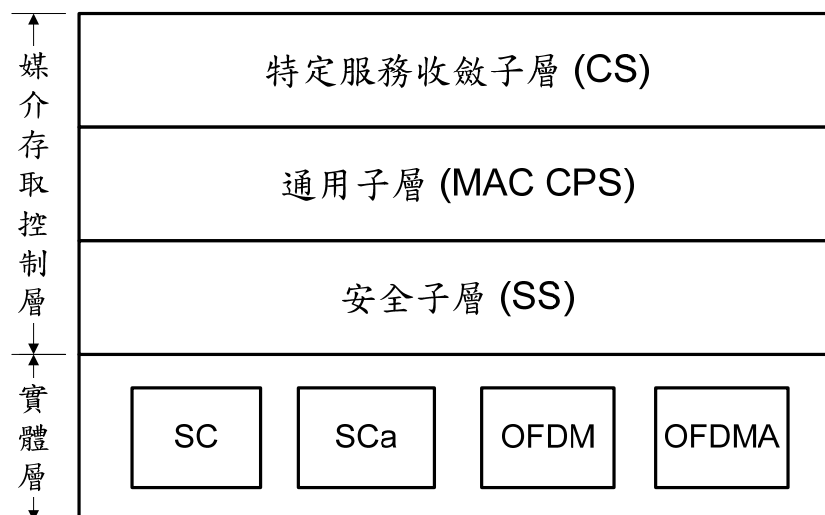 媒介存取控制層
特定服務收斂子層 (CS)
通用子層 (MAC CPS)
安全子層 (SS)
實體層
SC
SCa
OFDM
OFDMA